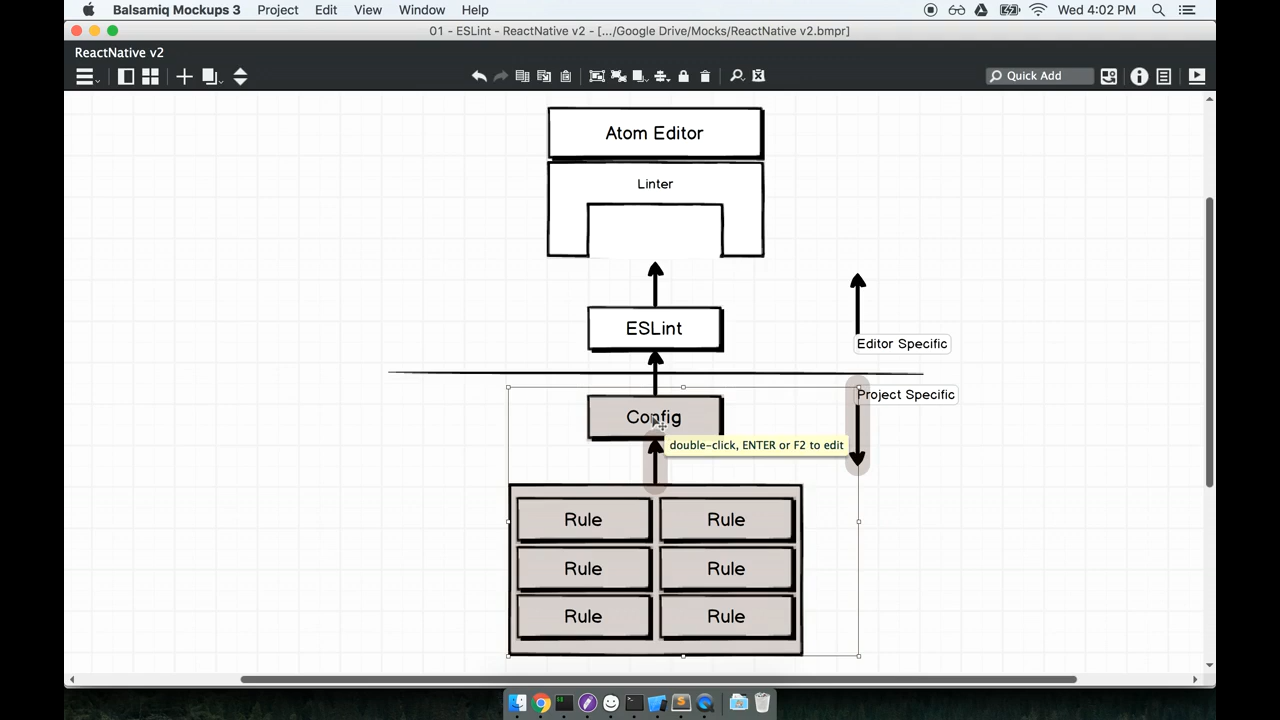 Balsamiq Mockups 3 Project Edit View Window Help Wed 4:02 PM
01 - ESLint - ReactNative v2 - [.../Google Drive/Mocks/ReactNative v2.bmpr]
ReactNative v2
Quick Add
Atom Editor
Linter
ESLint
Editor Specific
Project Specific
Config
double-click, ENTER or F2 to edit
Rule Rule
Rule Rule
Rule Rule